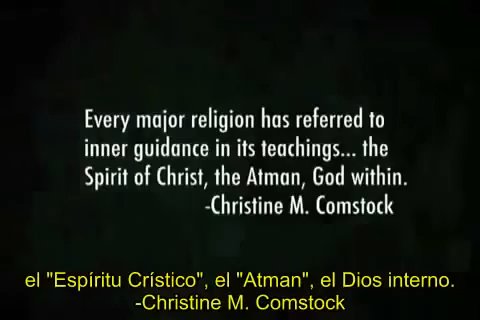 Every major religion has referred to
inner guidance in its teachings... the
Spirit of Christ, the Atman, God within.
-Christine M. Comstock
el "Espíritu Crístico", el "Atman", el Dios interno.
-Christine M. Comstock